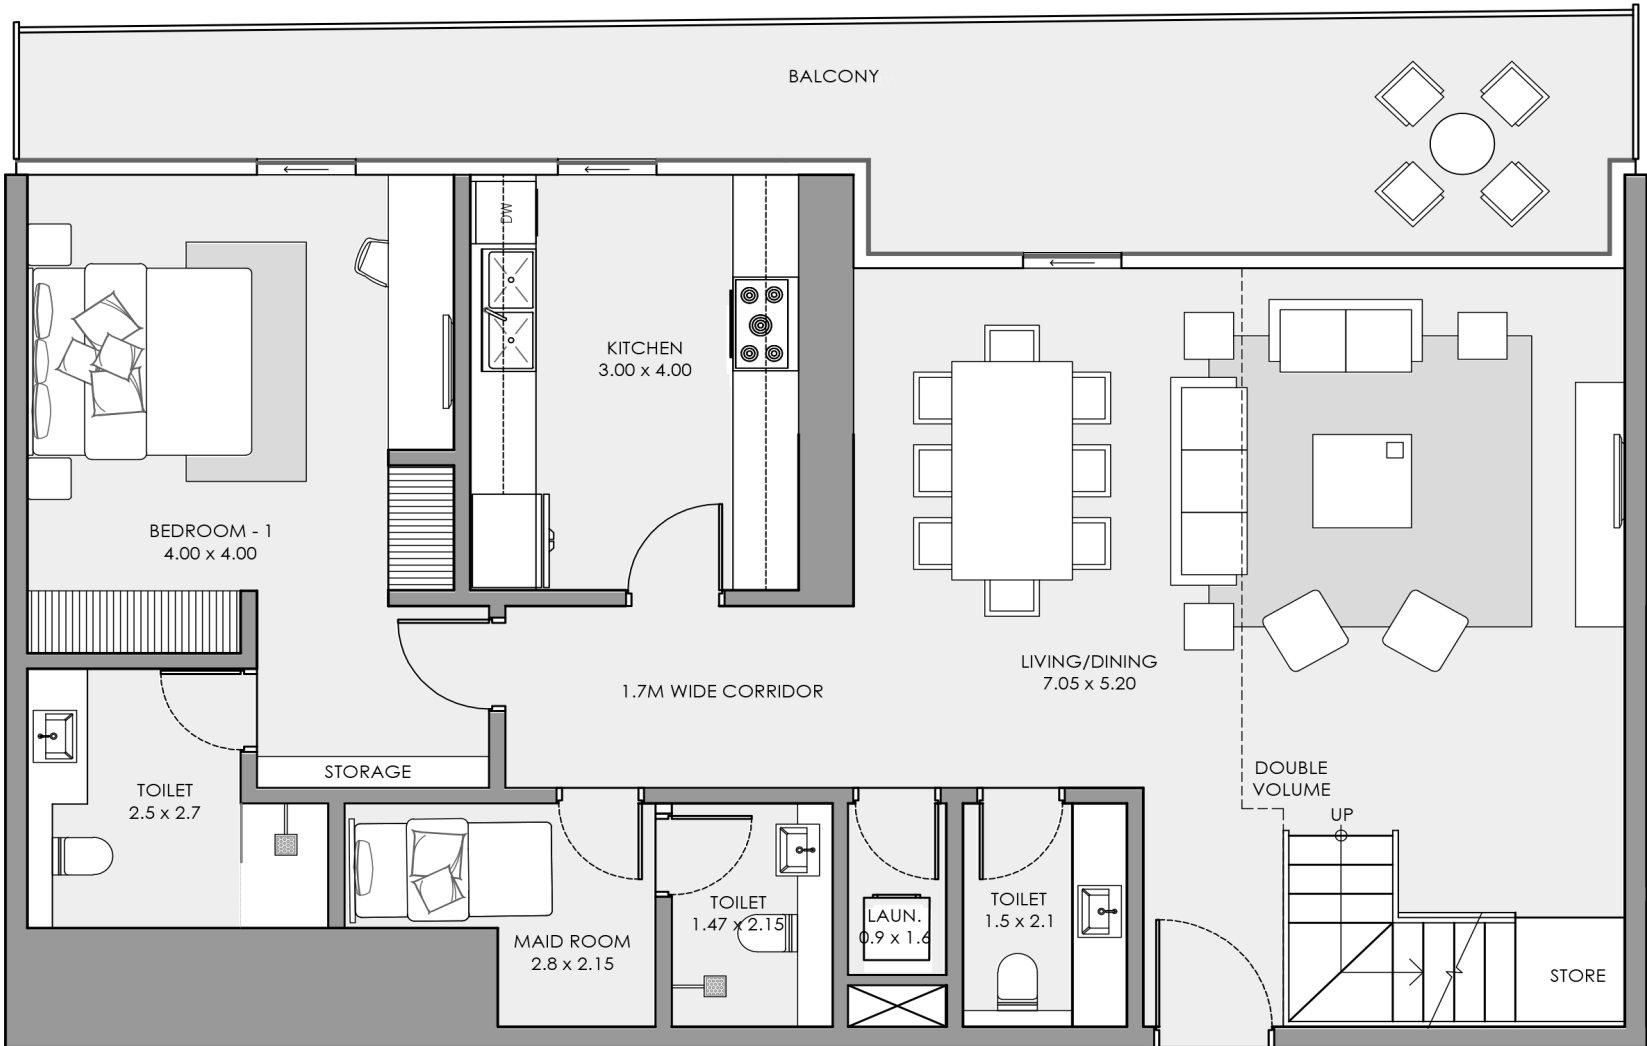 BALCONY
DW
KITCHEN
3.00 x 4.00
BEDROOM - 1
4.00 x 4.00
LIVING/DINING
7.05 x 5.20
1.7M WIDE CORRIDOR
STORAGE
DOUBLE
VOLUME
UP
TOILET
2.5 x 2.7
TOILET
1.47 x 2.15
LAUN.
0.9 x 1.6
TOILET
1.5 x 2.1
MAID ROOM
2.8 x 2.15
STORE